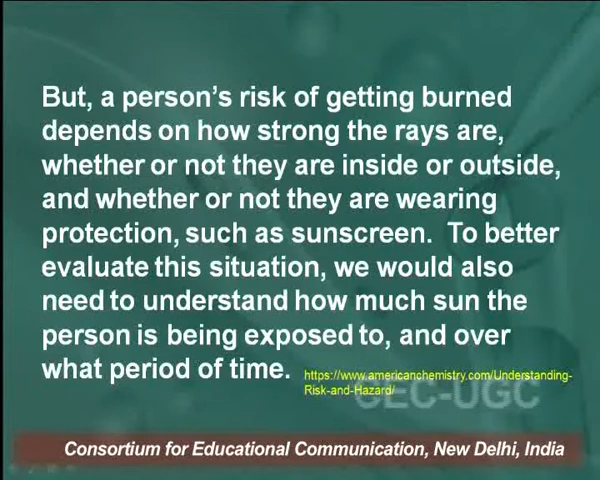 But, a person's risk of getting burned
depends on how strong the rays are,
whether or not they are inside or outside,
and whether or not they are wearing
protection, such as sunscreen.  To better
evaluate this situation, we would also
need to understand how much sun the
person is being exposed to, and over
what period of time.
https://www.americanchemistry.com/Understanding-
Risk-and-Hazard/
CEC-UGC
Consortium for Educational Communication, New Delhi, India